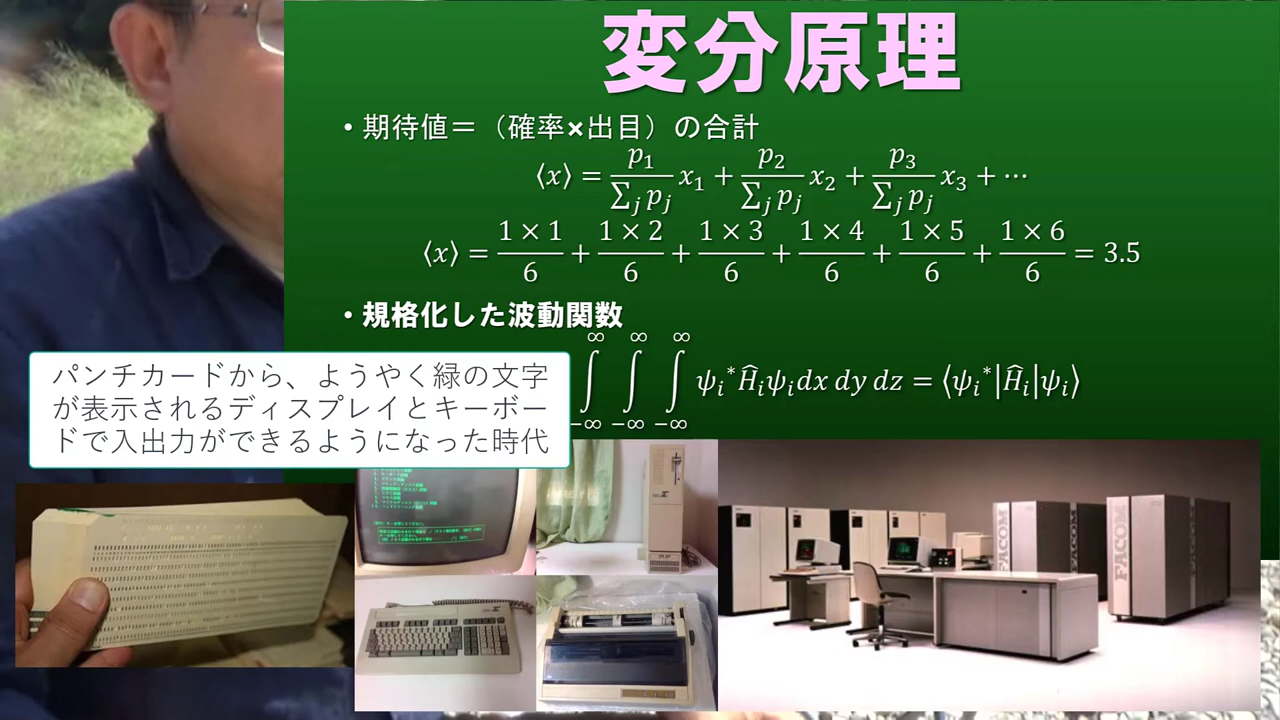 変分原理
・期待値＝（確率×出目）の合計
⟨x⟩ = p₁/∑ⱼpⱼ x₁ + p₂/∑ⱼpⱼ x₂ + p₃/∑ⱼpⱼ x₃ + ⋯
⟨x⟩ = 1×1/6 + 1×2/6 + 1×3/6 + 1×4/6 + 1×5/6 + 1×6/6 = 3.5
・規格化した波動関数
∫_{-∞}^{∞} ∫_{-∞}^{∞} ∫_{-∞}^{∞} ψᵢ*Ĥᵢψᵢdx dy dz = ⟨ψᵢ*|Ĥᵢ|ψᵢ⟩
パンチカードから、ようやく緑の文字
が表示されるディスプレイとキーボー
ドで入出力ができるようになった時代
FACOM
FACOM